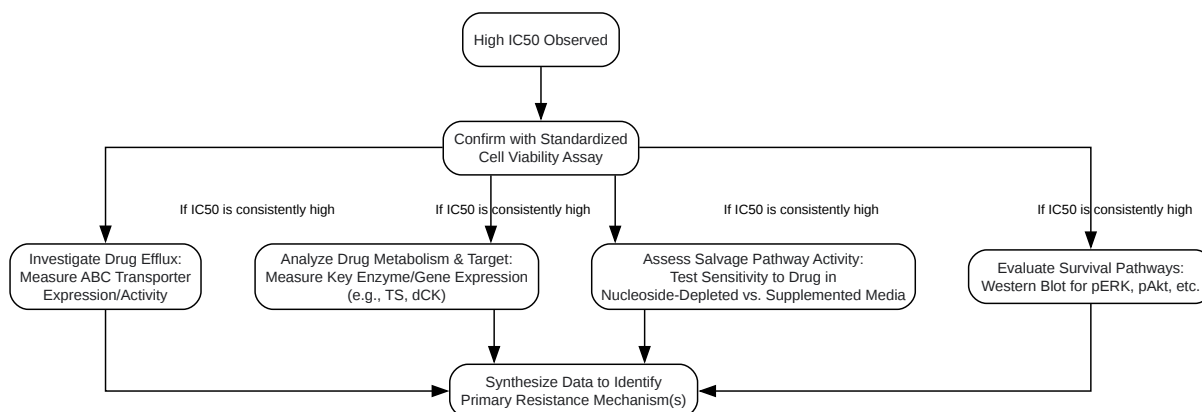 High IC50 Observed
Confirm with Standardized
Cell Viability Assay
If IC50 is consistently high
If IC50 is consistently high
If IC50 is consistently high
If IC50 is consistently high
Investigate Drug Efflux:
Measure ABC Transporter
Expression/Activity
Analyze Drug Metabolism & Target:
Measure Key Enzyme/Gene Expression
(e.g., TS, dCK)
Assess Salvage Pathway Activity:
Test Sensitivity to Drug in
Nucleoside-Depleted vs. Supplemented Media
Evaluate Survival Pathways:
Western Blot for pERK, pAkt, etc.
Synthesize Data to Identify
Primary Resistance Mechanism(s)